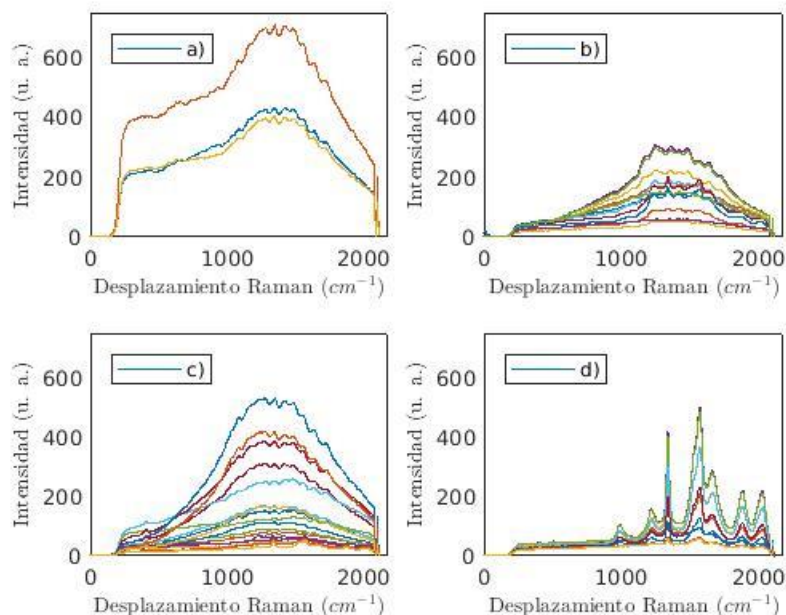 600
400
200
0
Intensidad (u. a.)
a)
0 1000 2000
Desplazamiento Raman (cm⁻¹)
600
400
200
0
Intensidad (u. a.)
b)
0 1000 2000
Desplazamiento Raman (cm⁻¹)
600
400
200
0
Intensidad (u. a.)
c)
0 1000 2000
Desplazamiento Raman (cm⁻¹)
600
400
200
0
Intensidad (u. a.)
d)
0 1000 2000
Desplazamiento Raman (cm⁻¹)